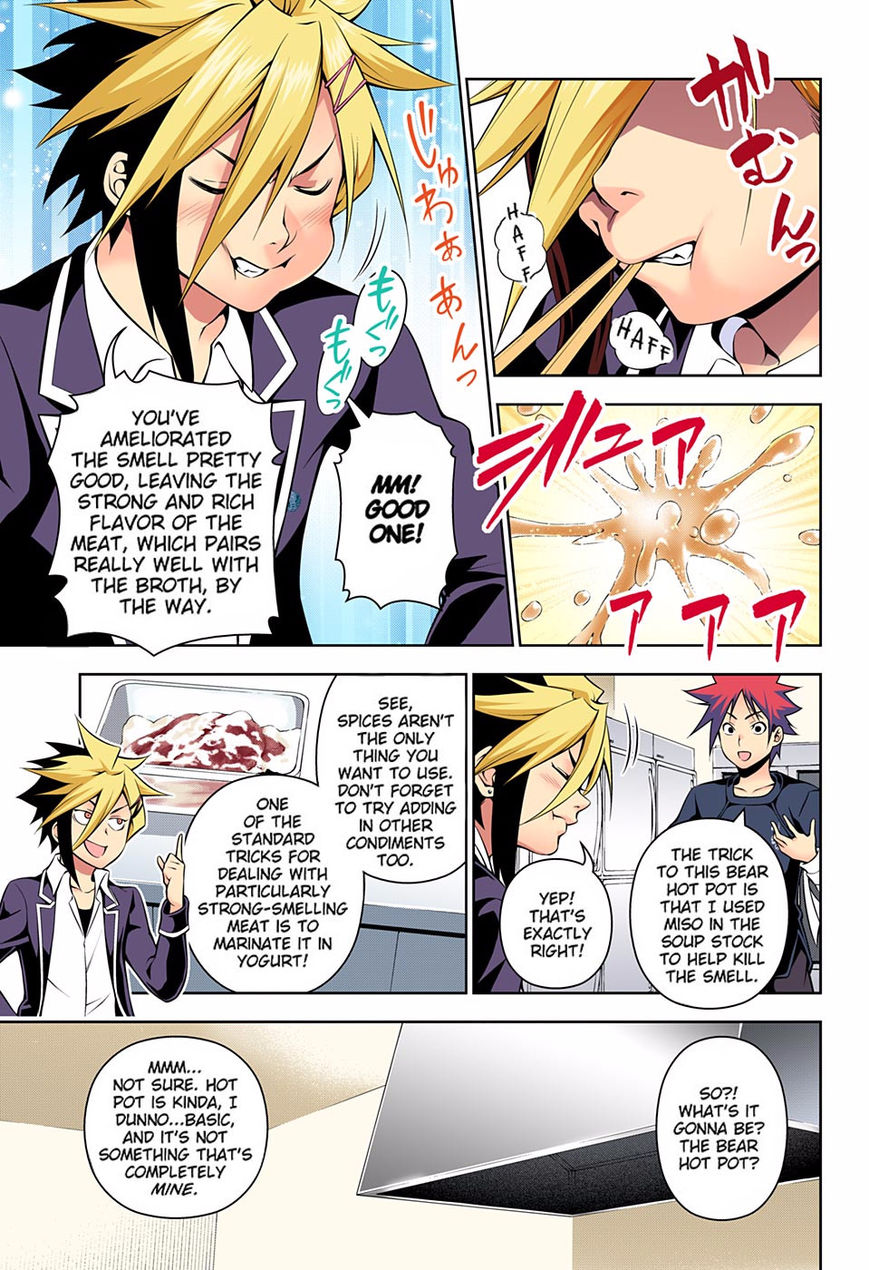 がむんっ
HAFF
HAFF
ジュアアアア
じゅわぁぁんっ
もぐっ
もぐっ
MM!
GOOD
ONE!
YOU'VE
AMELIORATED
THE SMELL PRETTY
GOOD, LEAVING THE
STRONG AND RICH
FLAVOR OF THE
MEAT, WHICH PAIRS
REALLY WELL WITH
THE BROTH, BY
THE WAY.
THE TRICK
TO THIS BEAR
HOT POT IS
THAT I USED
MISO IN THE
SOUP STOCK
TO HELP KILL
THE SMELL.
YEP!
THAT'S
EXACTLY
RIGHT!
SEE,
SPICES AREN'T
THE ONLY
THING YOU
WANT TO USE.
DON'T FORGET
TO TRY ADDING
IN OTHER
CONDIMENTS
TOO.
ONE
OF THE
STANDARD
TRICKS FOR
DEALING WITH
PARTICULARLY
STRONG-SMELLING
MEAT IS TO
MARINATE IT IN
YOGURT!
SO?!
WHAT'S IT
GONNA BE?
THE BEAR
HOT POT?
MMM...
NOT SURE. HOT
POT IS KINDA, I
DUNNO...BASIC,
AND IT'S NOT
SOMETHING THAT'S
COMPLETELY
MINE.